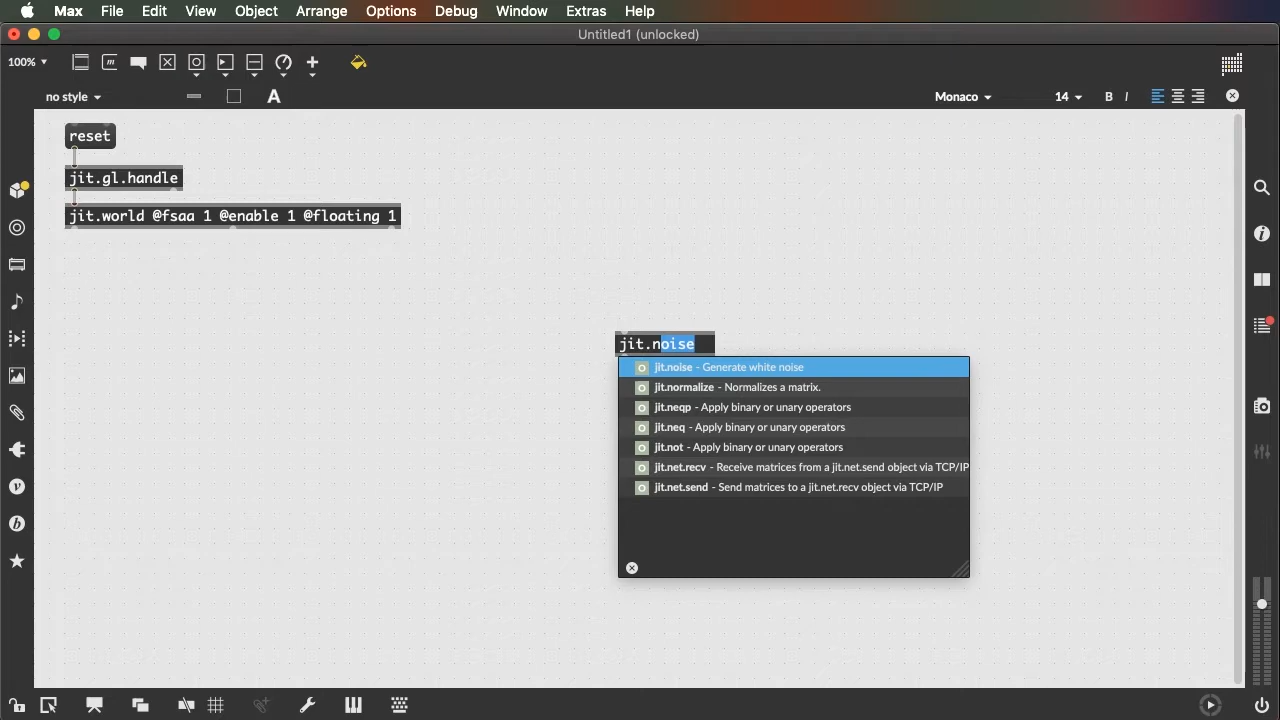 Max File Edit View Object Arrange Options Debug Window Extras Help
Untitled1 (unlocked)
100%
no style
A
Monaco 14 B I
reset
jit.gl.handle
jit.world @fsaa 1 @enable 1 @floating 1
jit.noise
jit.noise - Generate white noise
jit.normalize - Normalizes a matrix.
jit.neqp - Apply binary or unary operators
jit.neq - Apply binary or unary operators
jit.not - Apply binary or unary operators
jit.net.recv - Receive matrices from a jit.net.send object via TCP/IP
jit.net.send - Send matrices to a jit.net.recv object via TCP/IP